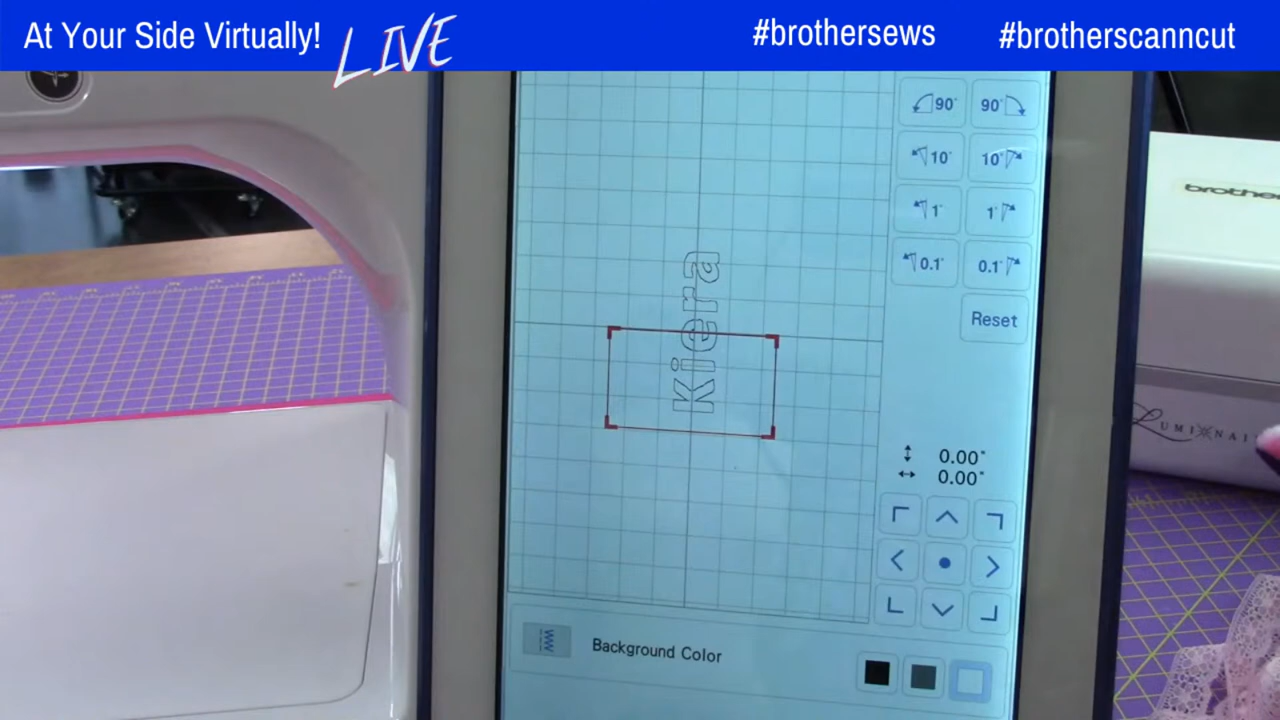 At Your Side Virtually!
LIVE
#brothersews
#brotherscanncut
90°
90°
10°
10°
1°
1°
0.1°
0.1°
Reset
Kiera
0.00"
0.00"
Background Color